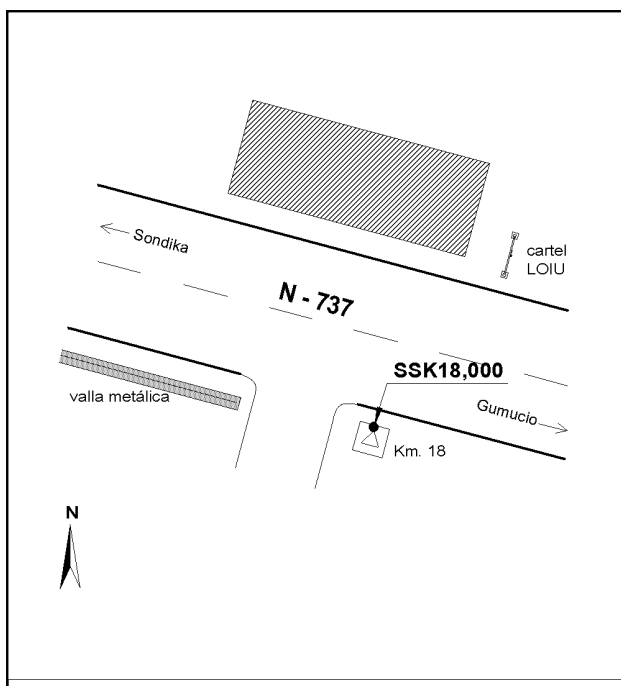 Sondika
cartel
LOIU
N - 737
SSK18,000
valla metálica
Gumucio
Km. 18
N